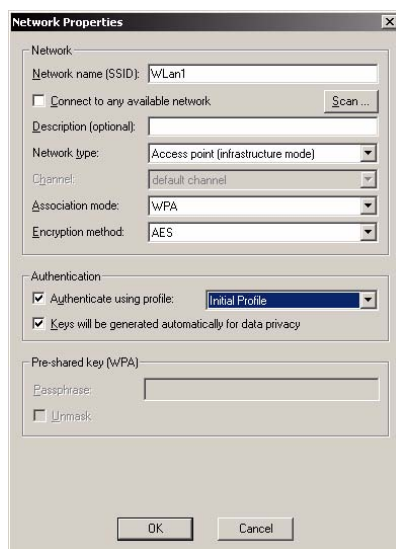 Network Properties
Network
Network name (SSID): WLan1
Connect to any available network Scan ...
Description (optional):
Network type: Access point (infrastructure mode)
Channel: default channel
Association mode: WPA
Encryption method: AES
Authentication
Authenticate using profile: Initial Profile
Keys will be generated automatically for data privacy
Pre-shared key (WPA)
Passphrase:
Unmask
OK Cancel